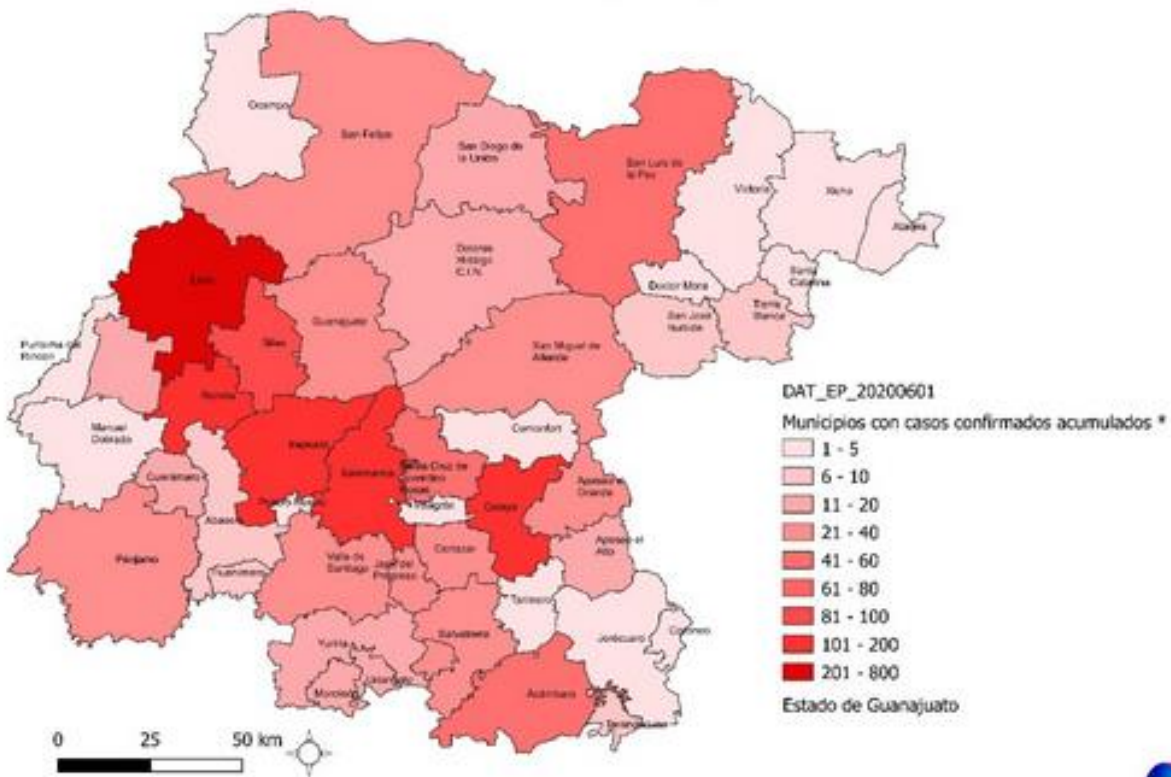 Ocampo
San Felipe
San Diego de
la Unión
San Luis de
la Paz
Victoria
Xichú
Atarjea
Dolores
Hidalgo
C.I.N.
Santa
Catarina
Doctor Mora
Tierra
Blanca
San José
Iturbide
León
Guanajuato
Silao
San Miguel de
Allende
Purísima del
Rincón
Romita
Manuel
Doblado
Irapuato
Comonfort
Salamanca
Santa Cruz de
Juventino
Rosas
Cuerámaro
Apaseo el
Grande
Pueblo Nuevo
Villagrán
Celaya
Abasolo
Apaseo el
Alto
Pénjamo
Valle de
Santiago
Jaral del
Progreso
Cortazar
Huanímaro
Tarimoro
Jerécuaro
Coroneo
Salvatierra
Yuriria
Uriangato
Moroleón
Acámbaro
Tarandacuao
DAT_EP_20200601
Municipios con casos confirmados acumulados *
1 - 5
6 - 10
11 - 20
21 - 40
41 - 60
61 - 80
81 - 100
101 - 200
201 - 800
Estado de Guanajuato
0 25 50 km